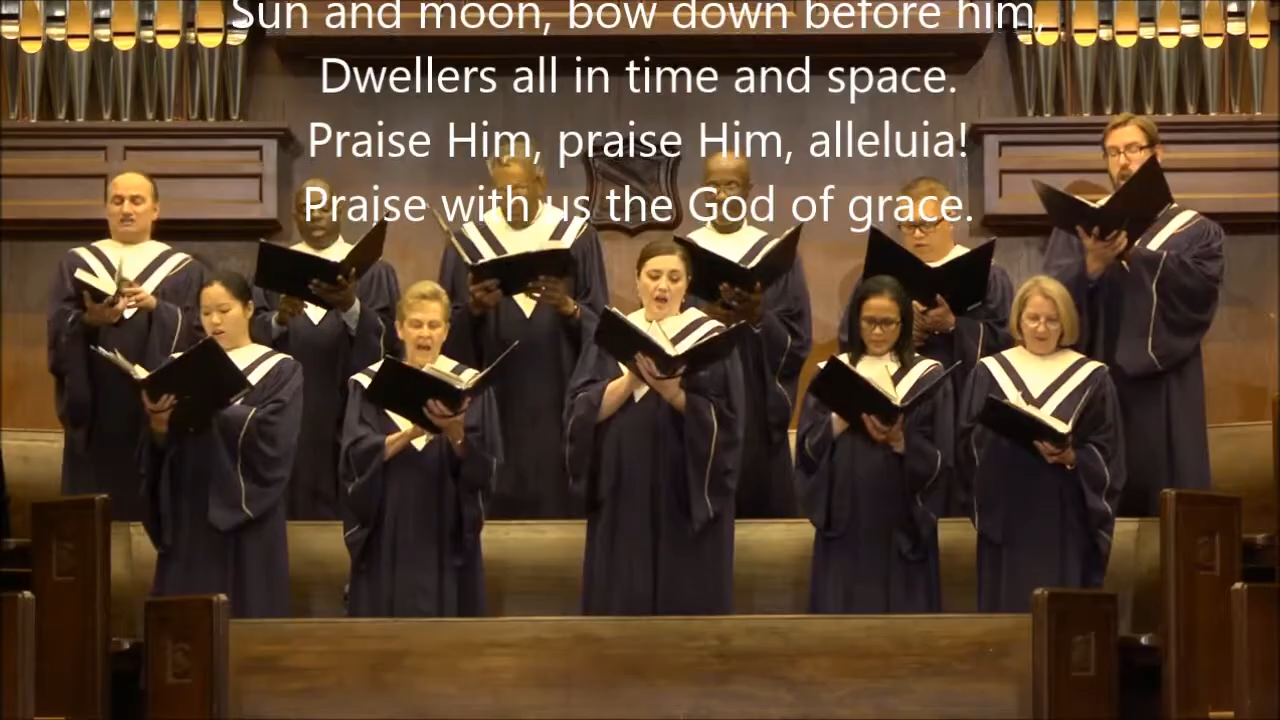 Sun and moon, bow down before him,
Dwellers all in time and space.
Praise Him, praise Him, alleluia!
Praise with us the God of grace.